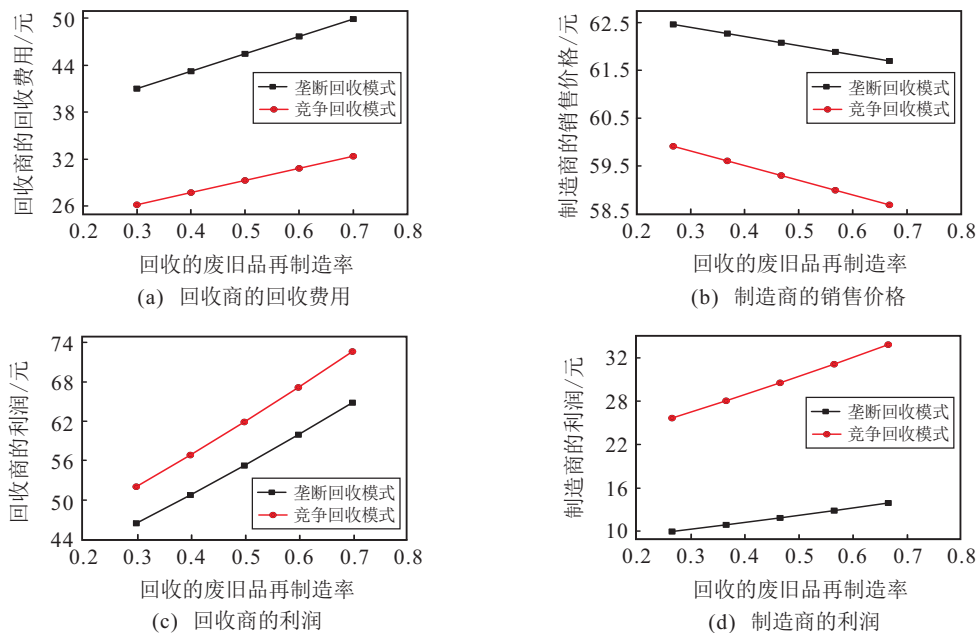 回收商的回收费用/元
50
44
38
32
26
0.2 0.3 0.4 0.5 0.6 0.7 0.8
垄断回收模式
竞争回收模式
回收的废旧品再制造率
(a) 回收商的回收费用
制造商的销售价格/元
62.5
61.5
60.5
59.5
58.5
0.2 0.3 0.4 0.5 0.6 0.7 0.8
垄断回收模式
竞争回收模式
回收的废旧品再制造率
(b) 制造商的销售价格
回收商的利润/元
74
68
62
56
50
44
0.2 0.3 0.4 0.5 0.6 0.7 0.8
垄断回收模式
竞争回收模式
回收的废旧品再制造率
(c) 回收商的利润
制造商的利润/元
32
28
22
16
10
0.2 0.3 0.4 0.5 0.6 0.7 0.8
垄断回收模式
竞争回收模式
回收的废旧品再制造率
(d) 制造商的利润